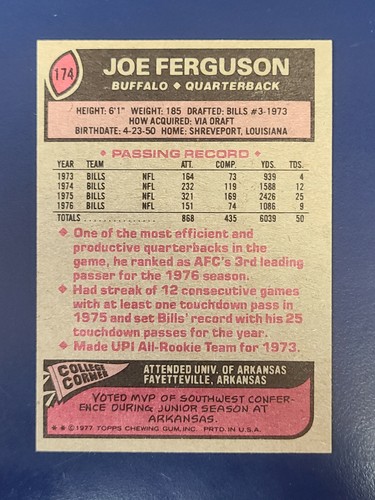 174
JOE FERGUSON
BUFFALO ◆ QUARTERBACK
HEIGHT: 6'1" WEIGHT: 185 DRAFTED: BILLS #3-1973
HOW ACQUIRED: VIA DRAFT
BIRTHDATE: 4-23-50 HOME: SHREVEPORT, LOUISIANA
◆ PASSING RECORD ◆
YEAR TEAM ATT. COMP. YDS. TDS.
1973 BILLS NFL 164 73 939 4
1974 BILLS NFL 232 119 1588 12
1975 BILLS NFL 321 169 2426 25
1976 BILLS NFL 151 74 1086 9
TOTALS 868 435 6039 50
◆ One of the most efficient and
productive quarterbacks in the
game, he ranked as AFC's 3rd leading
passer for the 1976 season.
◆ Had streak of 12 consecutive games
with at least one touchdown pass in
1975 and set Bills' record with his 25
touchdown passes for the year.
◆ Made UPI All-Rookie Team for 1973.
COLLEGE
CORNER
ATTENDED UNIV. OF ARKANSAS
FAYETTEVILLE, ARKANSAS
VOTED MVP OF SOUTHWEST CONFER-
ENCE DURING JUNIOR SEASON AT
ARKANSAS.
** © 1977 TOPPS CHEWING GUM, INC. PRTD. IN U.S.A.